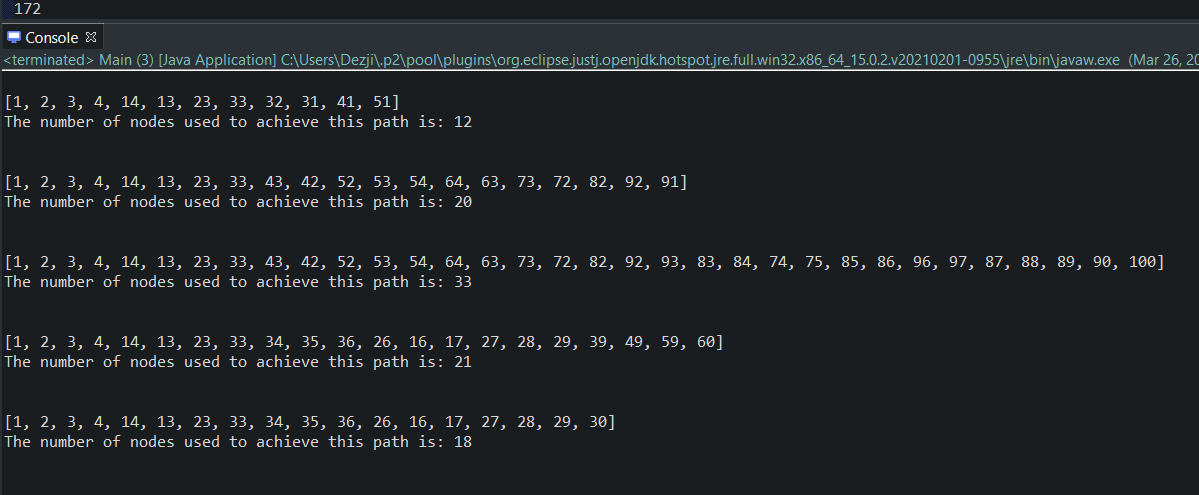 172
Console
<terminated> Main (3) [Java Application] C:\Users\Dezji\.p2\pool\plugins\org.eclipse.justj.openjdk.hotspot.jre.full.win32.x86_64_15.0.2.v20210201-0955\jre\bin\javaw.exe (Mar 26, 20
[1, 2, 3, 4, 14, 13, 23, 33, 32, 31, 41, 51]
The number of nodes used to achieve this path is: 12
[1, 2, 3, 4, 14, 13, 23, 33, 43, 42, 52, 53, 54, 64, 63, 73, 72, 82, 92, 91]
The number of nodes used to achieve this path is: 20
[1, 2, 3, 4, 14, 13, 23, 33, 43, 42, 52, 53, 54, 64, 63, 73, 72, 82, 92, 93, 83, 84, 74, 75, 85, 86, 96, 97, 87, 88, 89, 90, 100]
The number of nodes used to achieve this path is: 33
[1, 2, 3, 4, 14, 13, 23, 33, 34, 35, 36, 26, 16, 17, 27, 28, 29, 39, 49, 59, 60]
The number of nodes used to achieve this path is: 21
[1, 2, 3, 4, 14, 13, 23, 33, 34, 35, 36, 26, 16, 17, 27, 28, 29, 30]
The number of nodes used to achieve this path is: 18